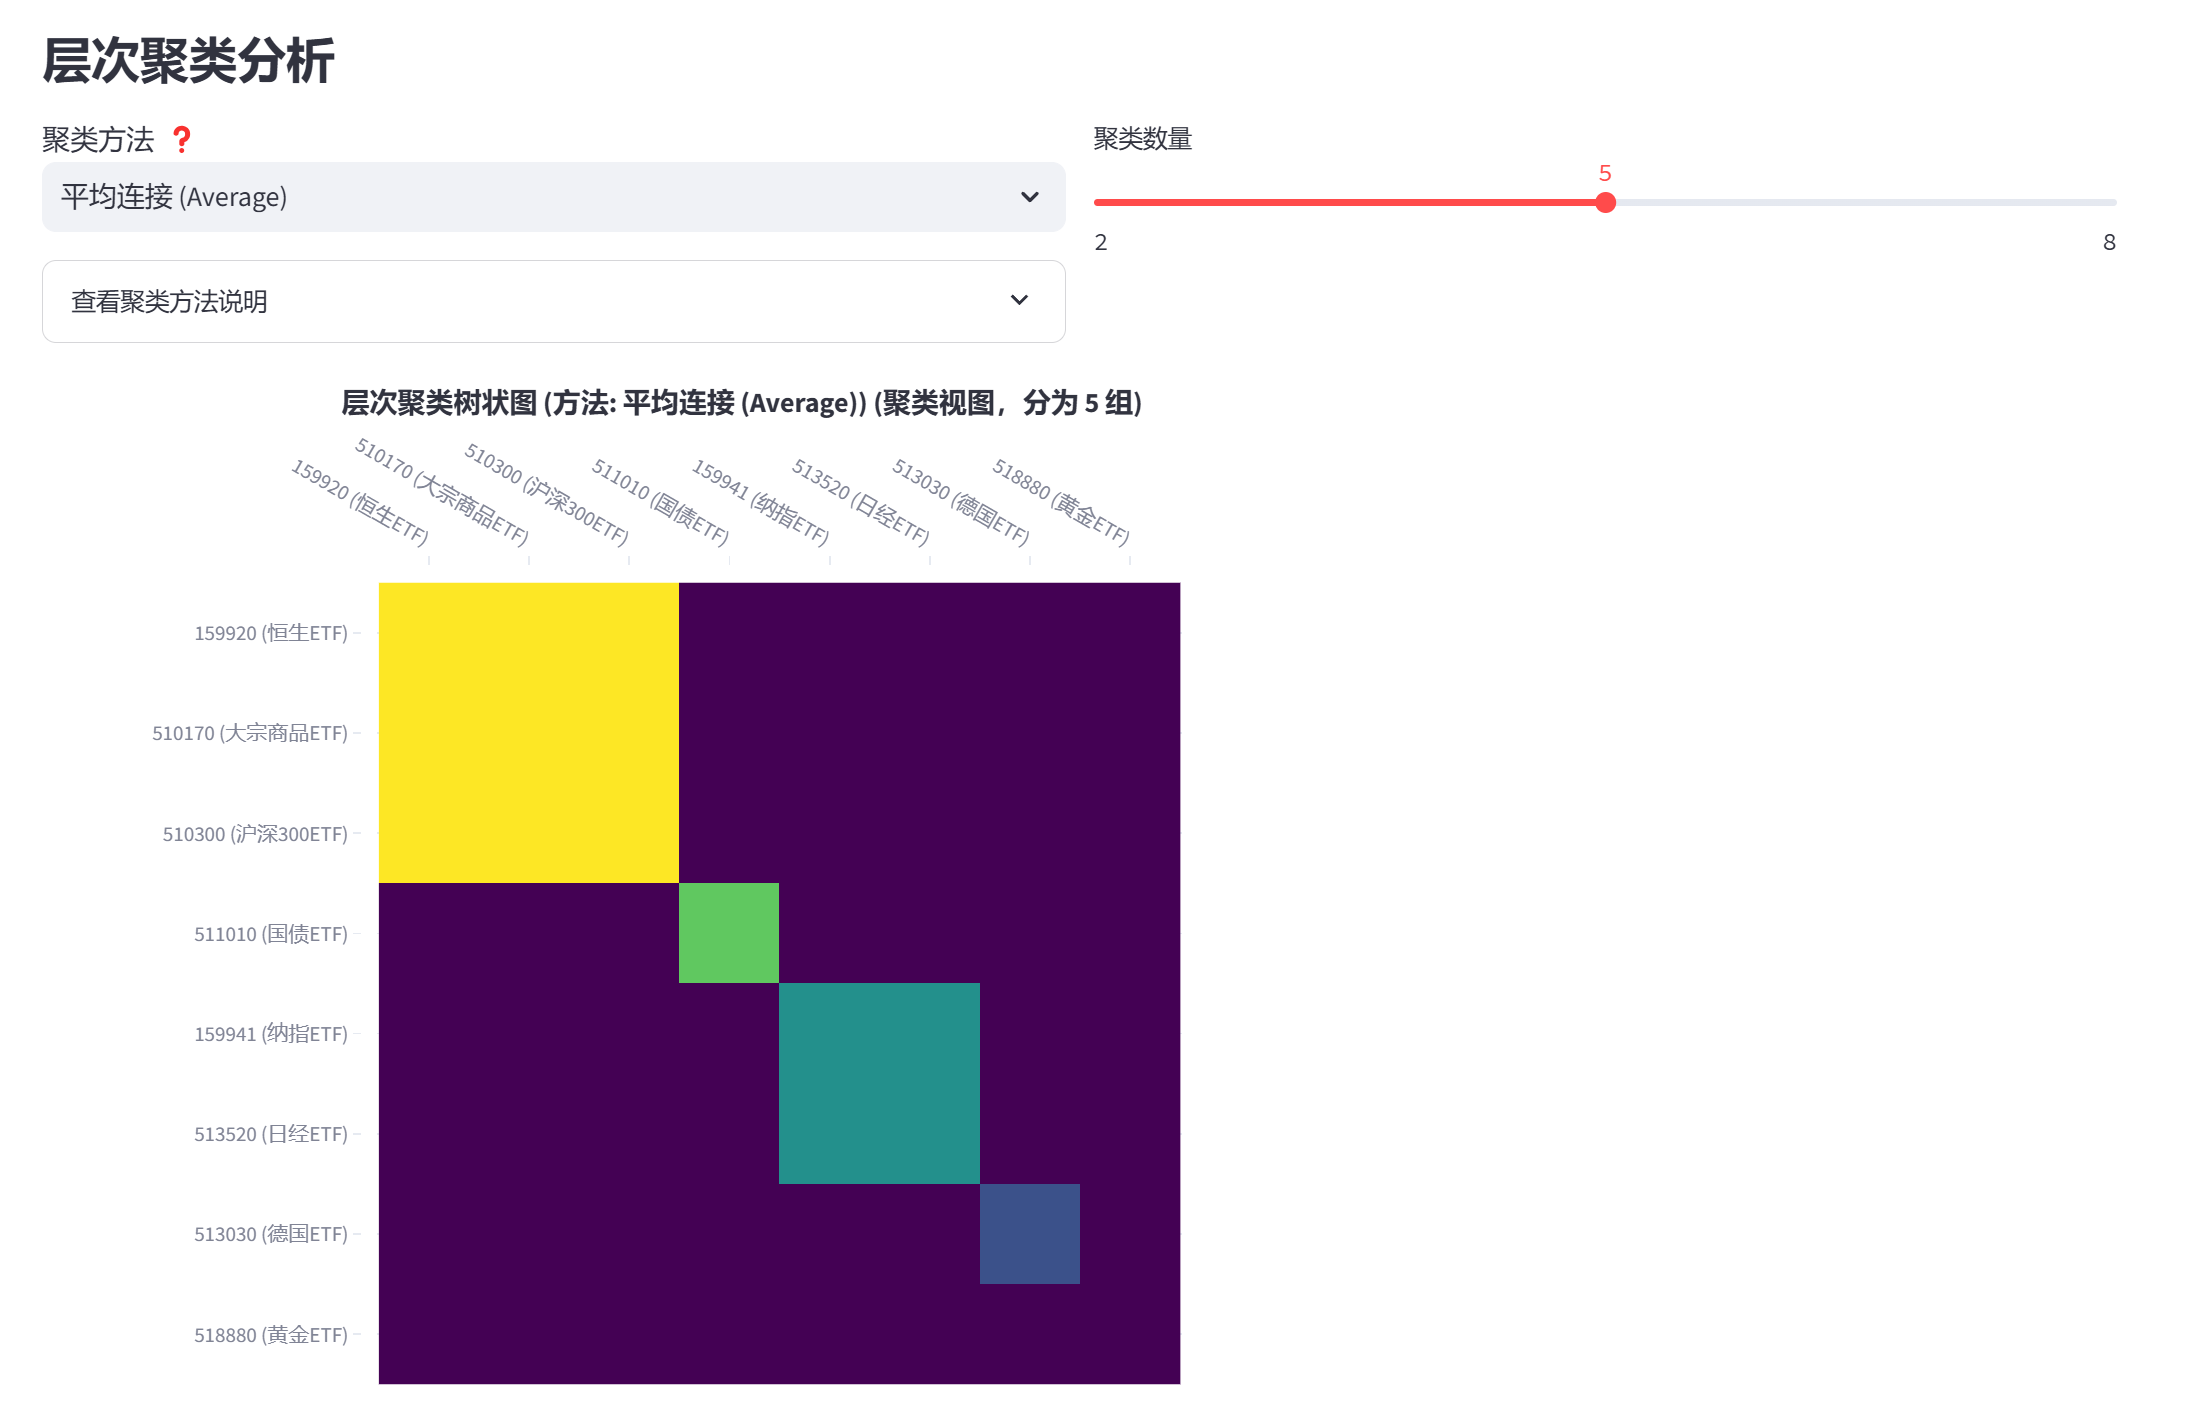 层次聚类分析
聚类方法 ❓
平均连接 (Average)
查看聚类方法说明
聚类数量
5
2
8
层次聚类树状图 (方法: 平均连接 (Average)) (聚类视图，分为 5 组)
159920 (恒生ETF)
510170 (大宗商品ETF)
510300 (沪深300ETF)
511010 (国债ETF)
159941 (纳指ETF)
513520 (日经ETF)
513030 (德国ETF)
518880 (黄金ETF)
159920 (恒生ETF)
510170 (大宗商品ETF)
510300 (沪深300ETF)
511010 (国债ETF)
159941 (纳指ETF)
513520 (日经ETF)
513030 (德国ETF)
518880 (黄金ETF)